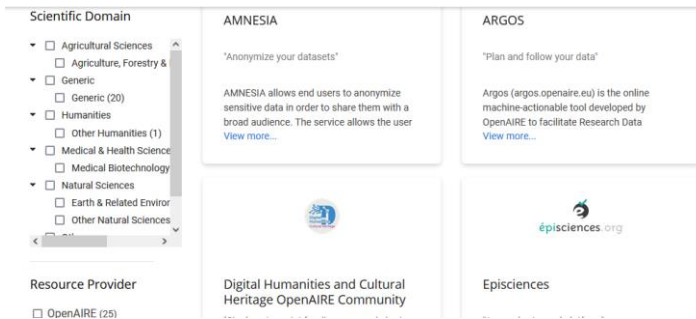 Scientific Domain
Agricultural Sciences
Agriculture, Forestry &
Generic
Generic (20)
Humanities
Other Humanities (1)
Medical & Health Science
Medical Biotechnology
Natural Sciences
Earth & Related Enviror
Other Natural Sciences
Resource Provider
OpenAIRE (25)
AMNESIA
"Anonymize your datasets"
AMNESIA allows end users to anonymize
sensitive data in order to share them with a
broad audience. The service allows the user
View more...
ARGOS
"Plan and follow your data"
Argos (argos.openaire.eu) is the online
machine-actionable tool developed by
OpenAIRE to facilitate Research Data
View more...
Digital Humanities and Cultural
Heritage OpenAIRE Community
épisciences.org
Episciences